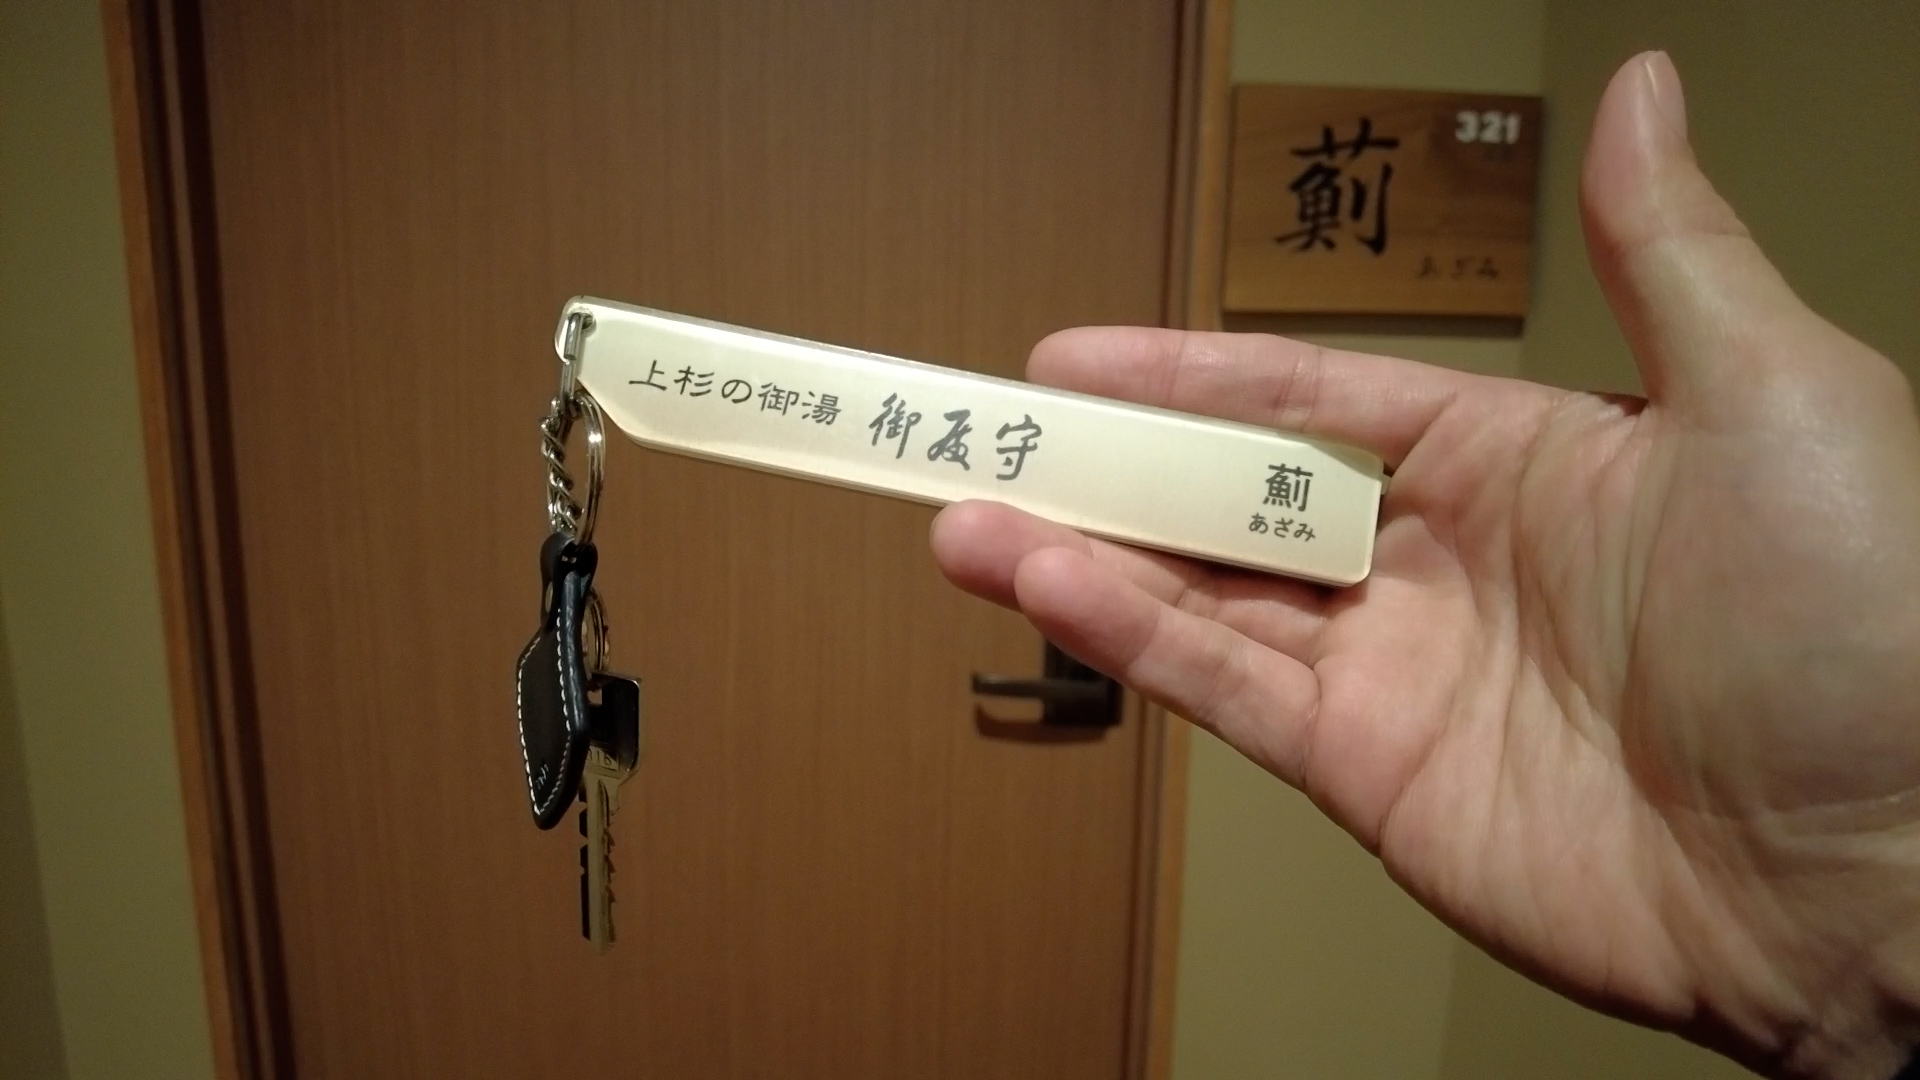 321
薊
あざみ
上杉の御湯 御殿守
薊
あざみ